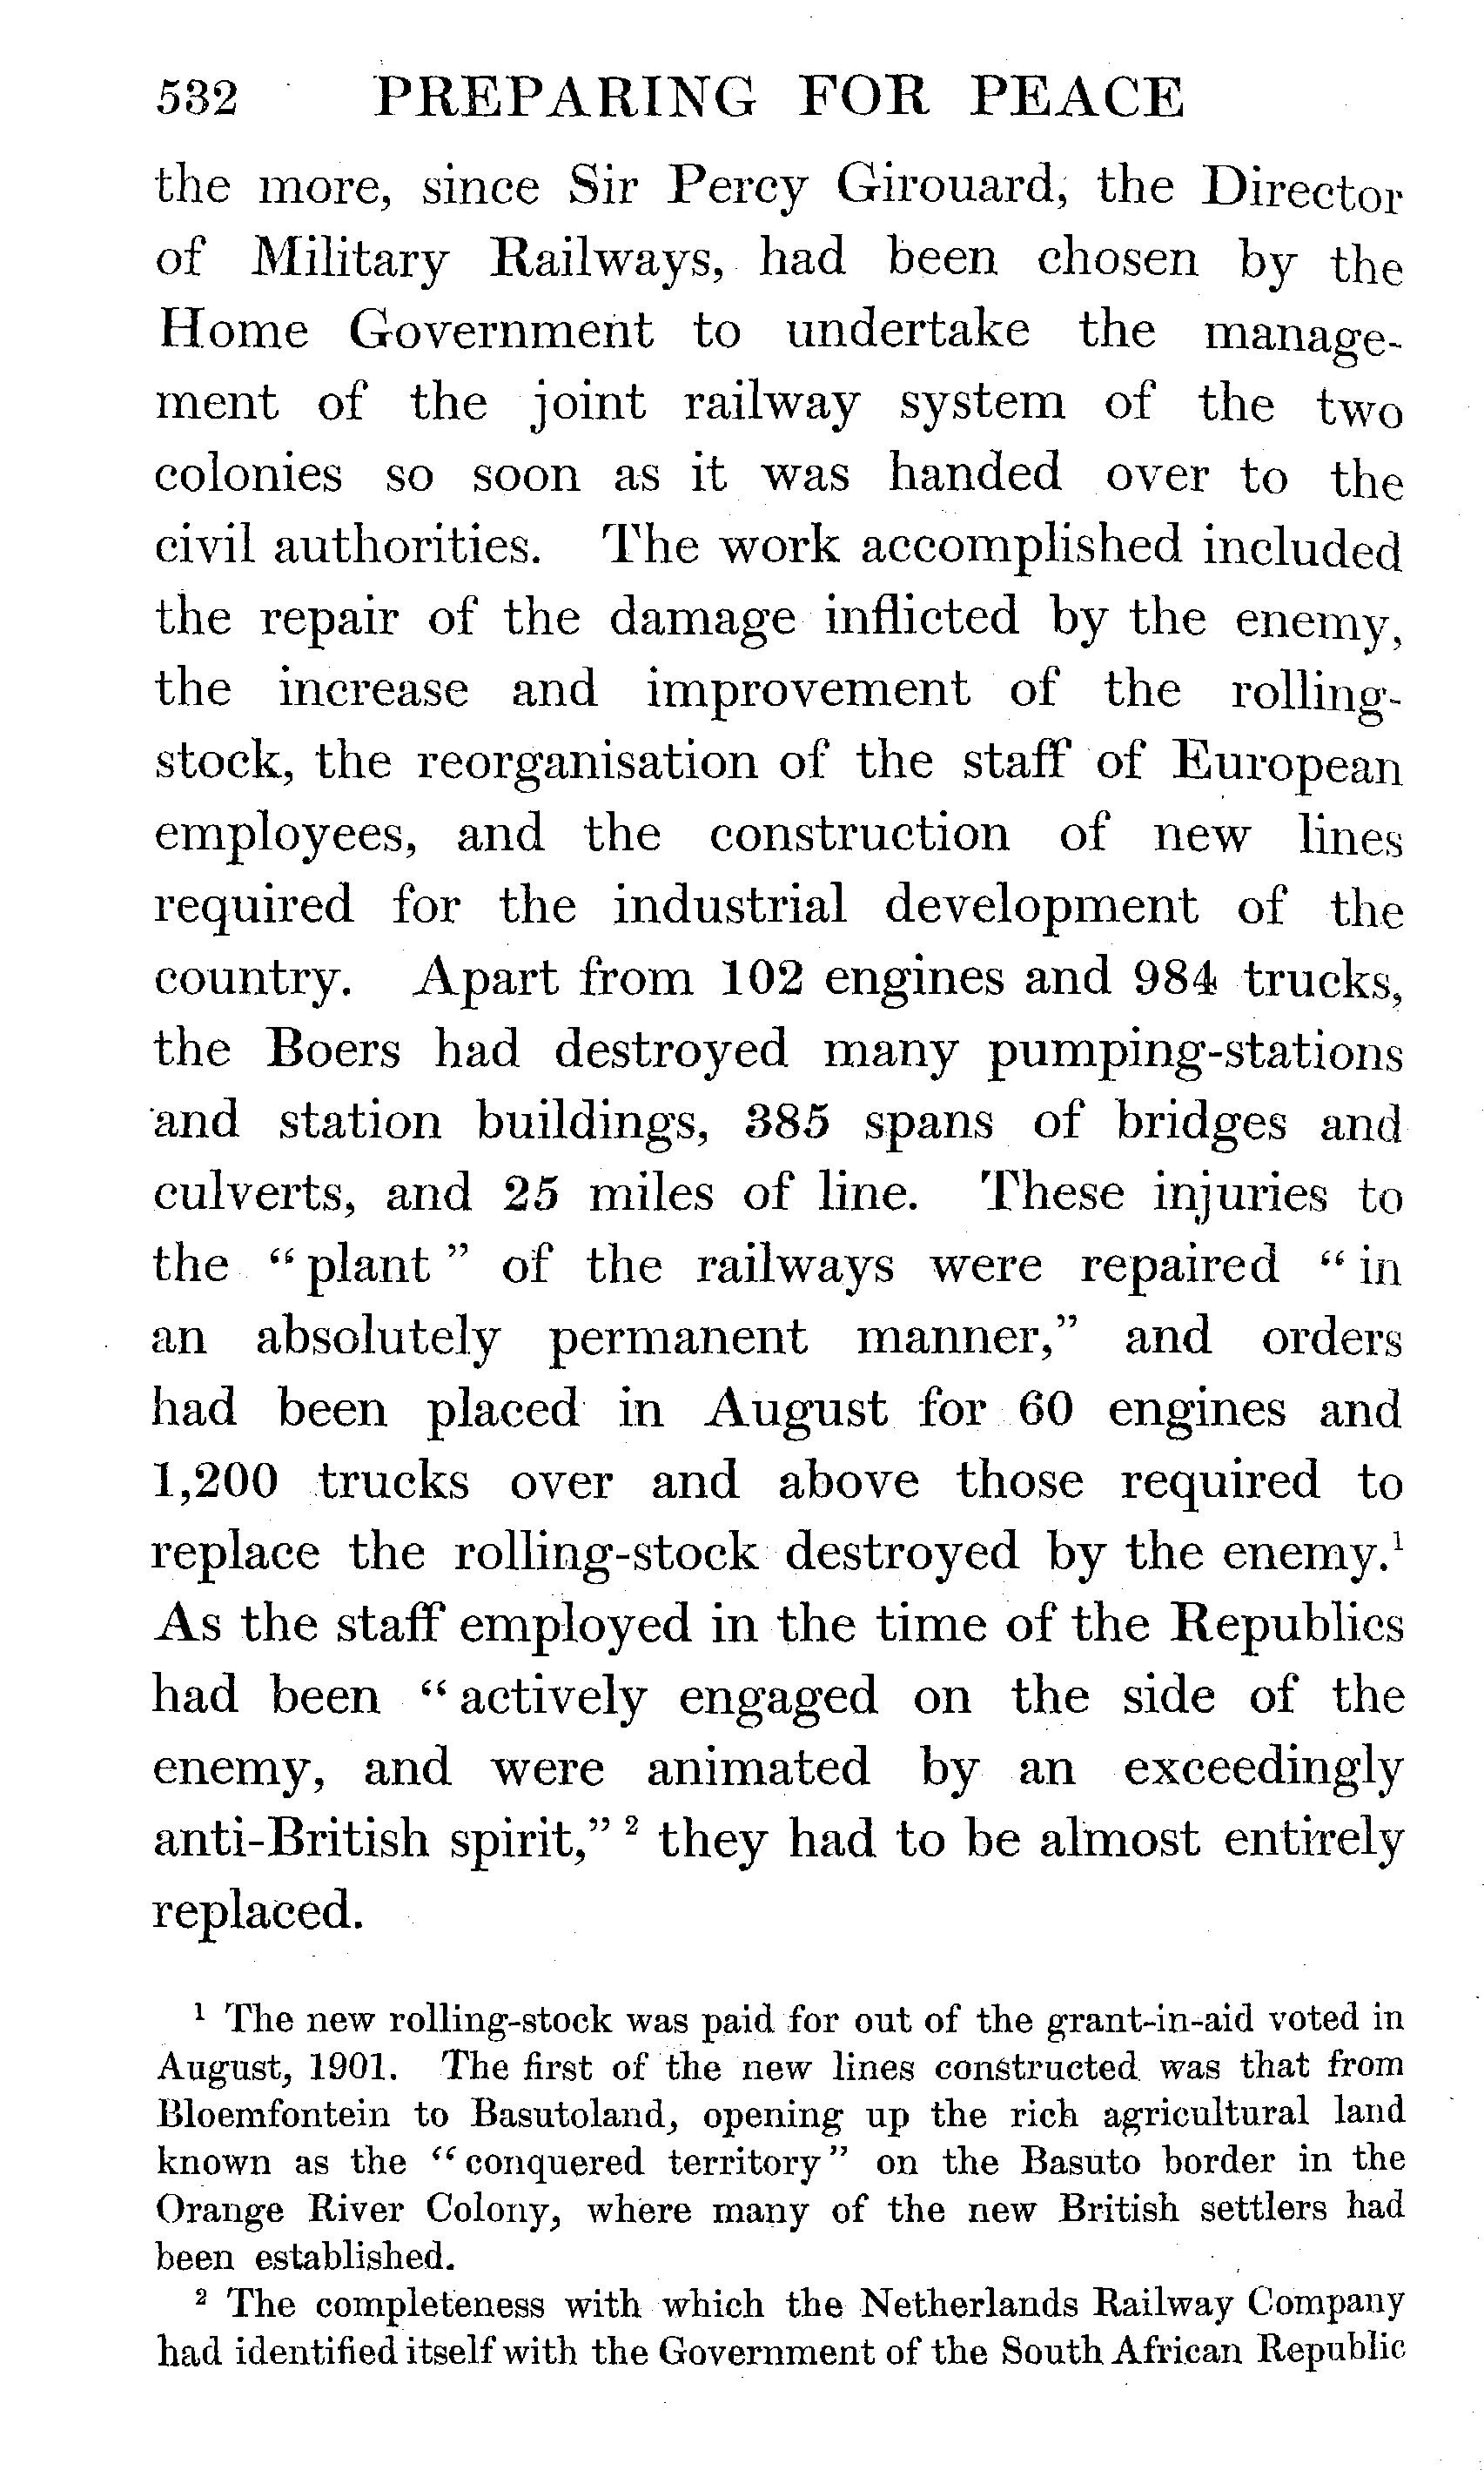 532 PREPARING FOR PEACE
the more, since Sir Percy Girouard, the Director
of Military Railways, had been chosen by the
Home Government to undertake the manage-
ment of the joint railway system of the two
colonies so soon as it was handed over to the
civil authorities. The work accomplished included
the repair of the damage inflicted by the enemy,
the increase and improvement of the rolling-
stock, the reorganisation of the staff of European
employees, and the construction of new lines
required for the industrial development of the
country. Apart from 102 engines and 984 trucks,
the Boers had destroyed many pumping-stations
and station buildings, 385 spans of bridges and
culverts, and 25 miles of line. These injuries to
the “plant” of the railways were repaired “in
an absolutely permanent manner,” and orders
had been placed in August for 60 engines and
1,200 trucks over and above those required to
replace the rolling-stock destroyed by the enemy.¹
As the staff employed in the time of the Republics
had been “actively engaged on the side of the
enemy, and were animated by an exceedingly
anti-British spirit,” ² they had to be almost entirely
replaced.
¹ The new rolling-stock was paid for out of the grant-in-aid voted in
August, 1901. The first of the new lines constructed was that from
Bloemfontein to Basutoland, opening up the rich agricultural land
known as the “conquered territory” on the Basuto border in the
Orange River Colony, where many of the new British settlers had
been established.
² The completeness with which the Netherlands Railway Company
had identified itself with the Government of the South African Republic